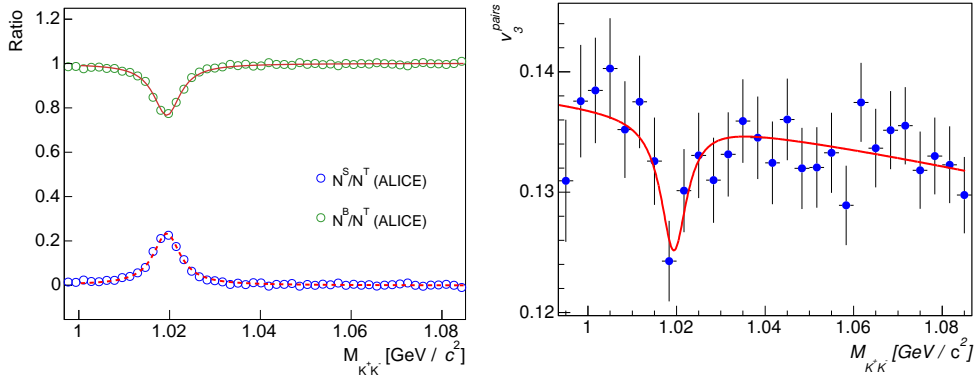 Ratio
1.2
1
0.8
0.6
0.4
0.2
0
N^S/N^T (ALICE)
N^B/N^T (ALICE)
1 1.02 1.04 1.06 1.08
M_{K^+K^-} [GeV / c^2]
v_3^{pairs}
0.14
0.13
0.12
1 1.02 1.04 1.06 1.08
M_{K^+K^-} [GeV / c^2]